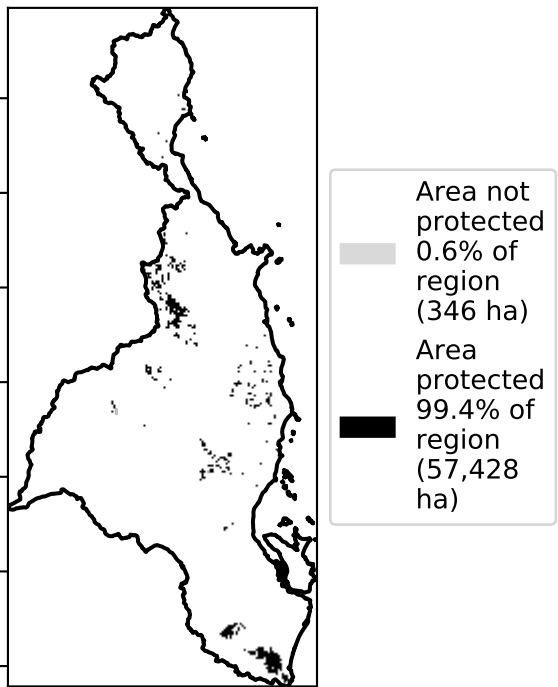 Area not
protected
0.6% of
region
(346 ha)
Area
protected
99.4% of
region
(57,428
ha)